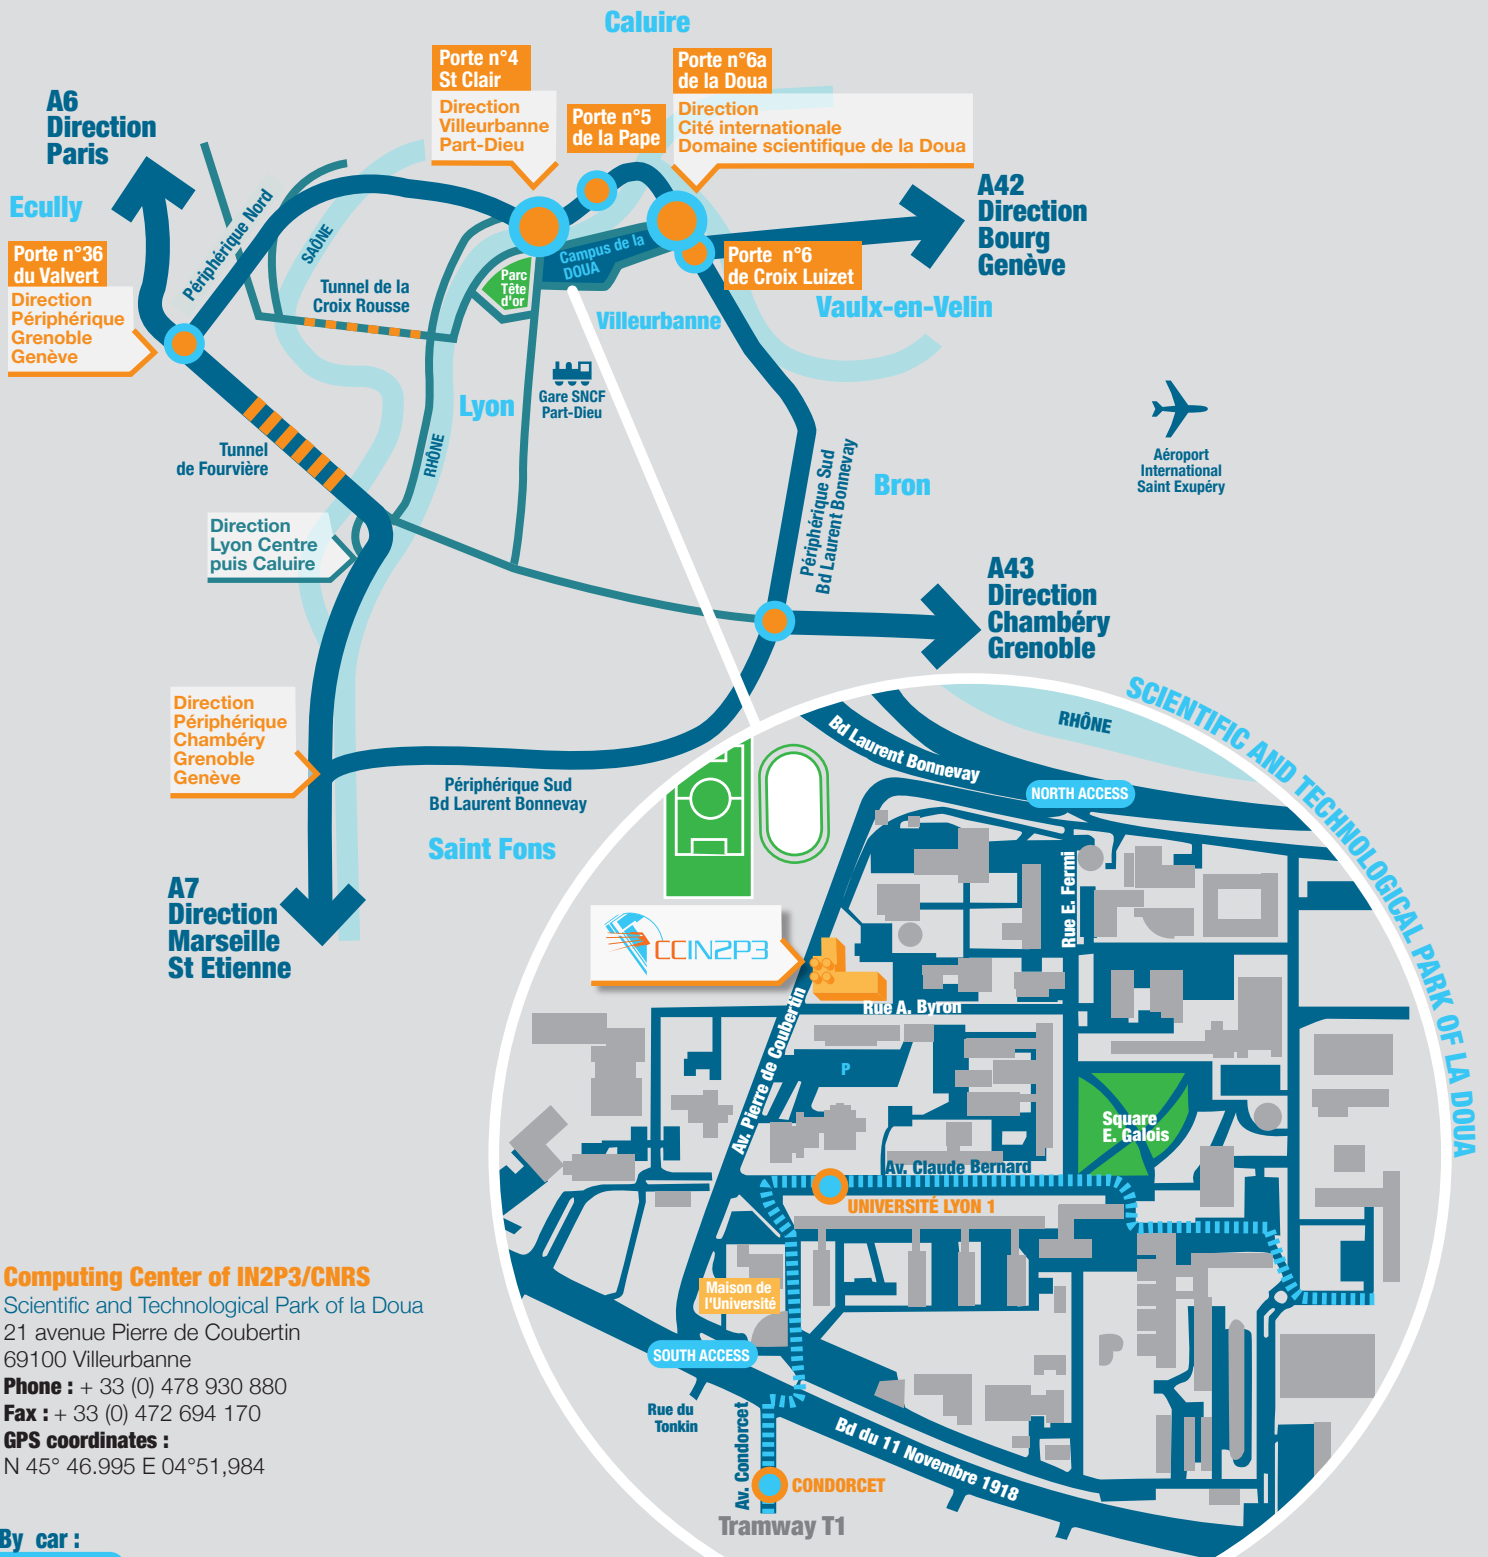 Caluire
Porte n°4
St Clair
Direction
Villeurbanne
Part-Dieu
Porte n°5
de la Pape
Porte n°6a
de la Doua
Direction
Cité internationale
Domaine scientifique de la Doua
A6
Direction
Paris
Ecully
Porte n°36
du Valvert
Direction
Périphérique
Grenoble
Genève
Périphérique Nord
SAÔNE
Tunnel de la
Croix Rousse
Parc
Tête
d'or
Campus de la
DOUA
Porte n°6
de Croix Luizet
A42
Direction
Bourg
Genève
Villeurbanne
Vaulx-en-Velin
Gare SNCF
Part-Dieu
Lyon
RHÔNE
Tunnel
de Fourvière
Direction
Lyon Centre
puis Caluire
Périphérique Sud
Bd Laurent Bonnevay
Bron
Aéroport
International
Saint Exupéry
A43
Direction
Chambéry
Grenoble
Direction
Périphérique
Chambéry
Grenoble
Genève
Périphérique Sud
Bd Laurent Bonnevay
Saint Fons
A7
Direction
Marseille
St Etienne
SCIENTIFIC AND TECHNOLOGICAL PARK OF LA DOUA
RHÔNE
Bd Laurent Bonnevay
NORTH ACCESS
Rue E. Fermi
CCIN2P3
Rue A. Byron
Av. Pierre de Coubertin
P
Square
E. Galois
Av. Claude Bernard
UNIVERSITÉ LYON 1
Maison de
l'Université
SOUTH ACCESS
Rue du
Tonkin
Av. Condorcet
Bd du 11 Novembre 1918
CONDORCET
Tramway T1
Computing Center of IN2P3/CNRS
Scientific and Technological Park of la Doua
21 avenue Pierre de Coubertin
69100 Villeurbanne
Phone : + 33 (0) 478 930 880
Fax : + 33 (0) 472 694 170
GPS coordinates :
N 45° 46.995 E 04°51,984
By car :